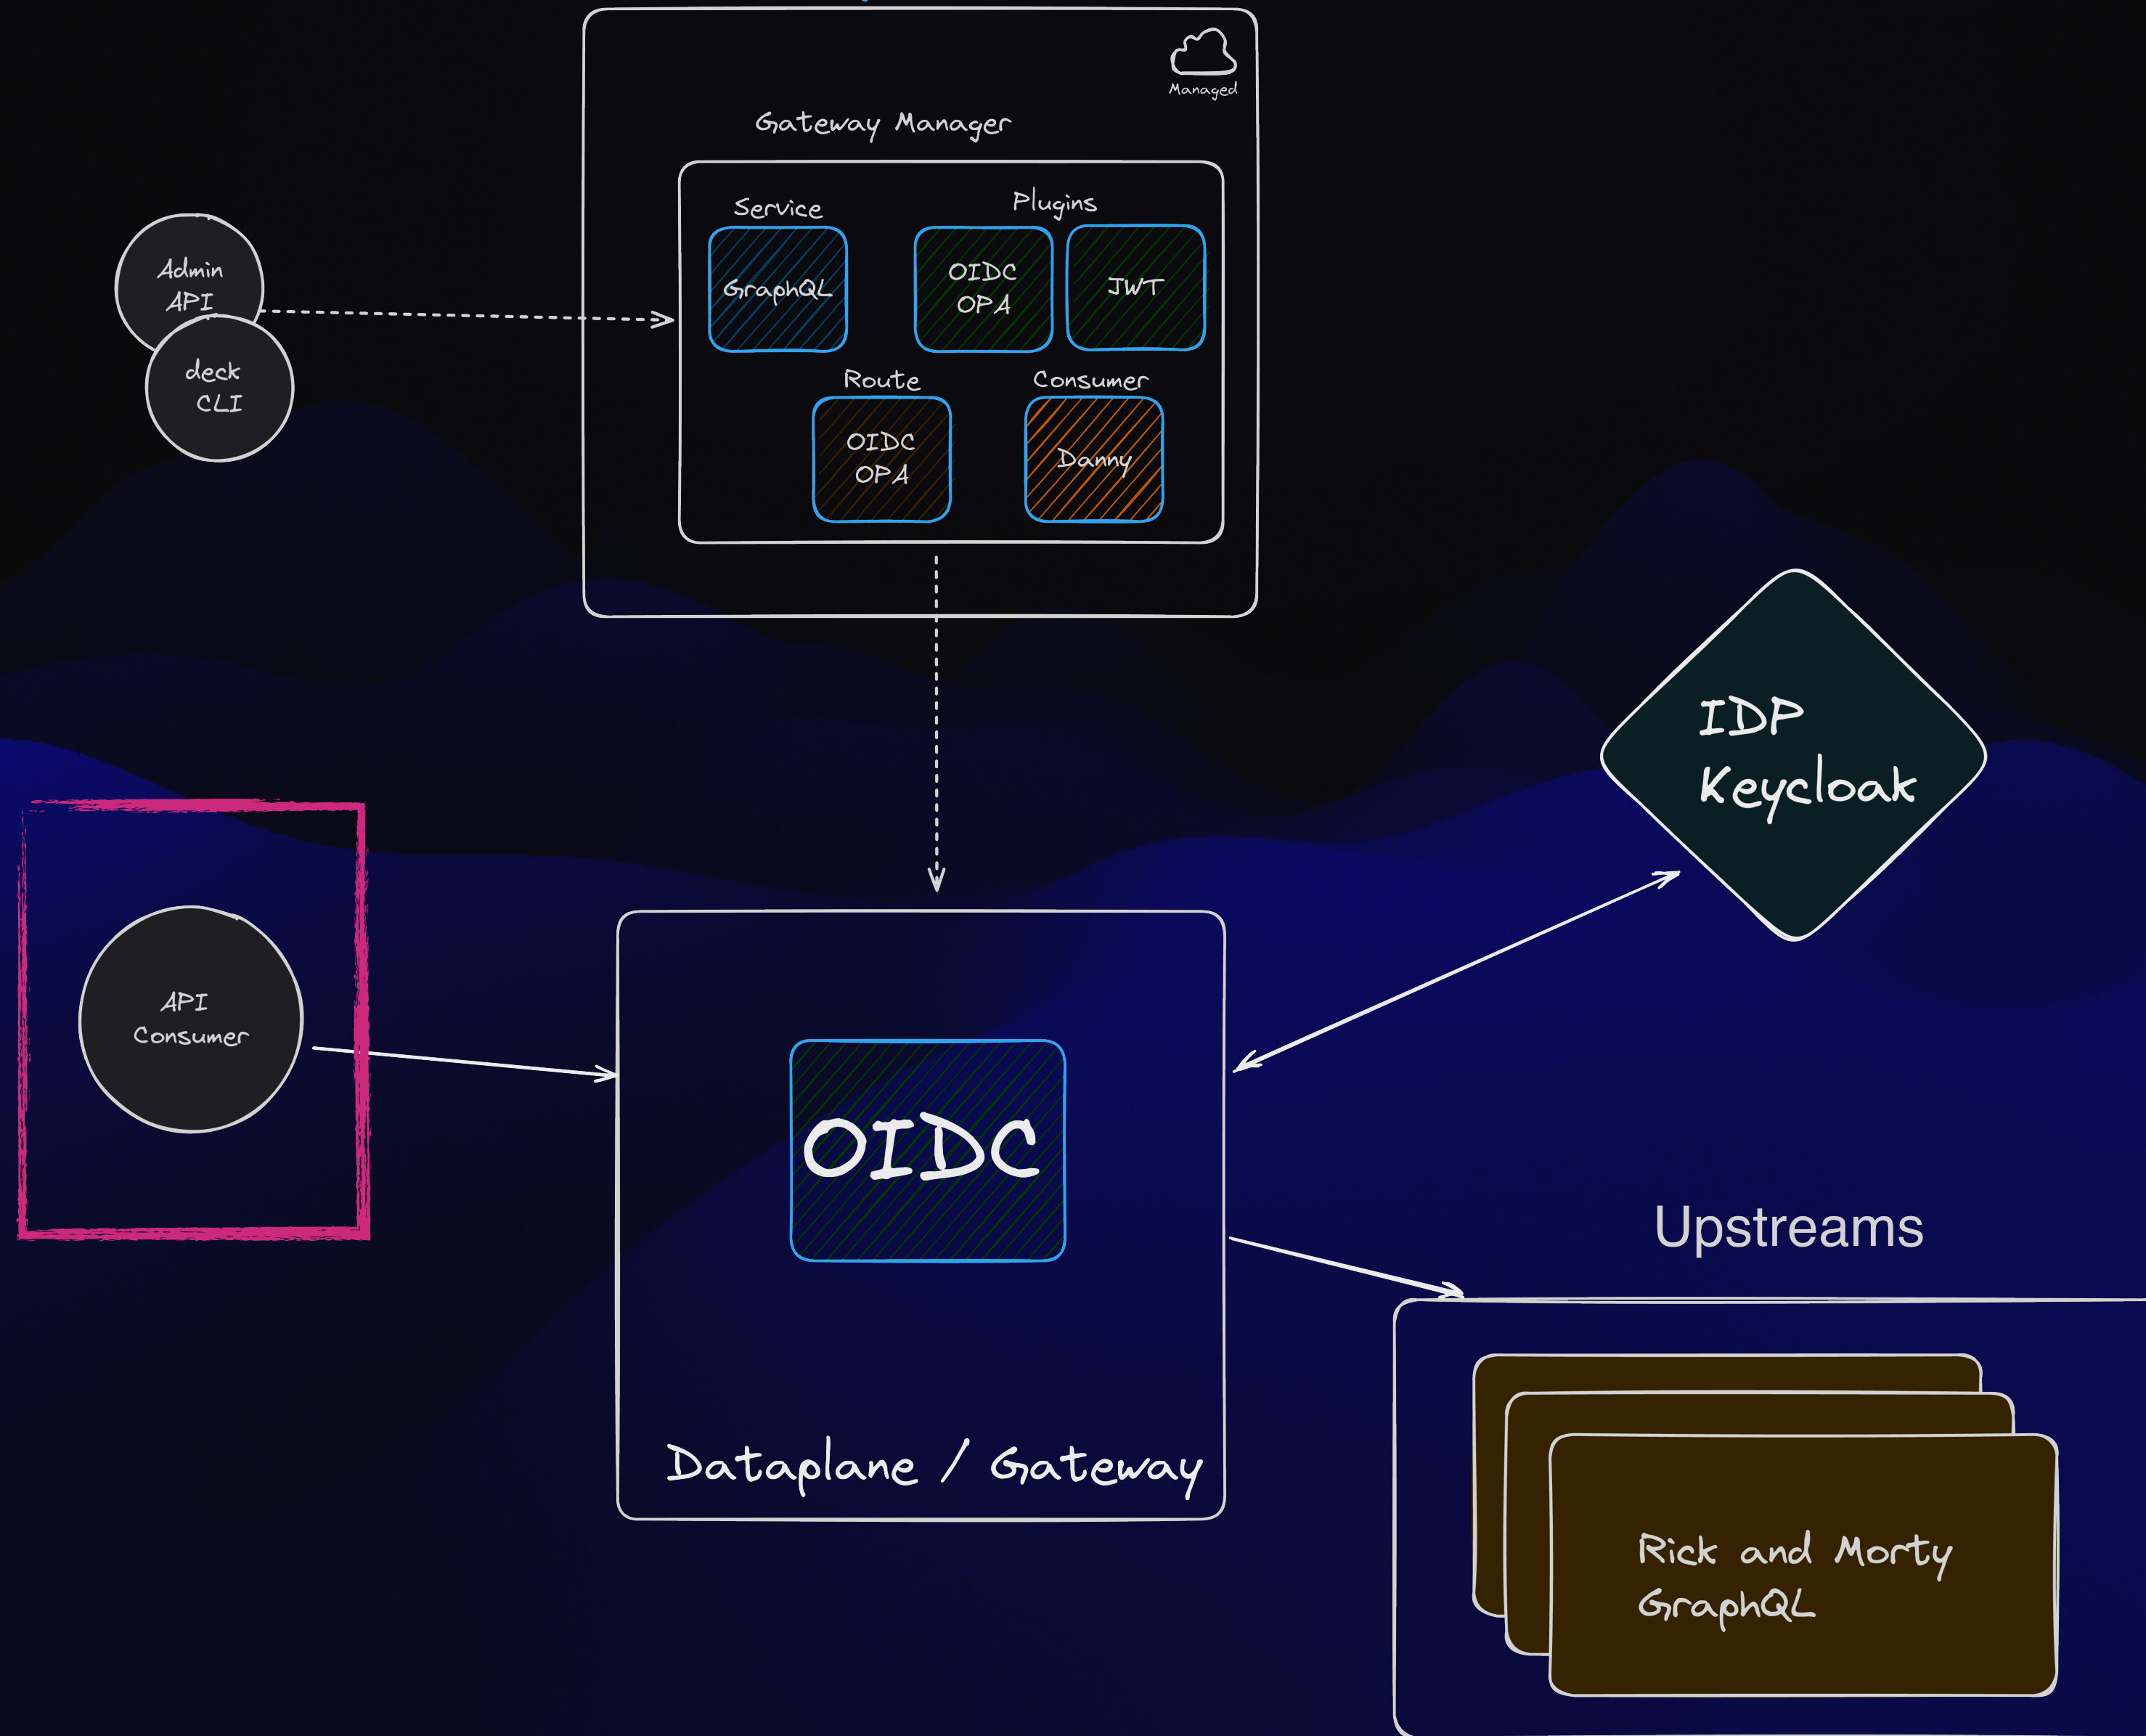 Managed
Gateway Manager
Service
Plugins
GraphQL
OIDC
OPA
JWT
Admin
API
deck
CLI
Route
Consumer
OIDC
OPA
Danny
IDP
Keycloak
API
Consumer
OIDC
Upstreams
Dataplane / Gateway
Rick and Morty
GraphQL